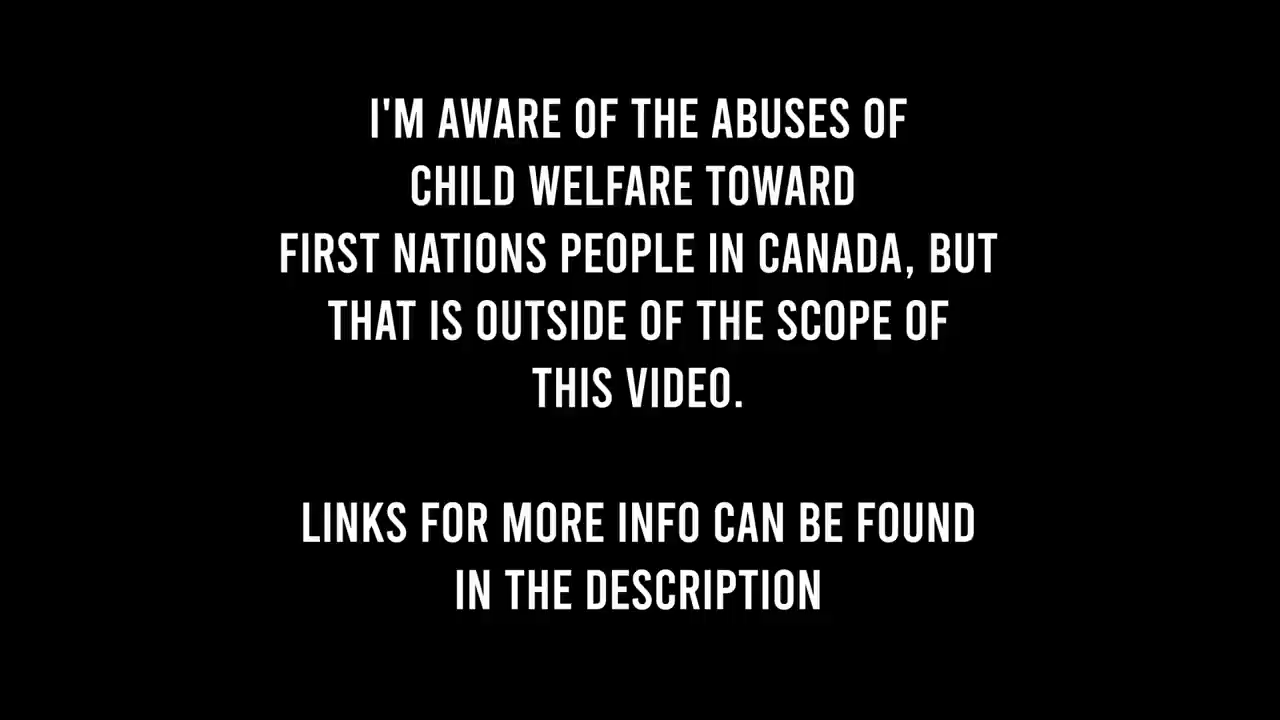 I'M AWARE OF THE ABUSES OF
CHILD WELFARE TOWARD
FIRST NATIONS PEOPLE IN CANADA, BUT
THAT IS OUTSIDE OF THE SCOPE OF
THIS VIDEO.
LINKS FOR MORE INFO CAN BE FOUND
IN THE DESCRIPTION